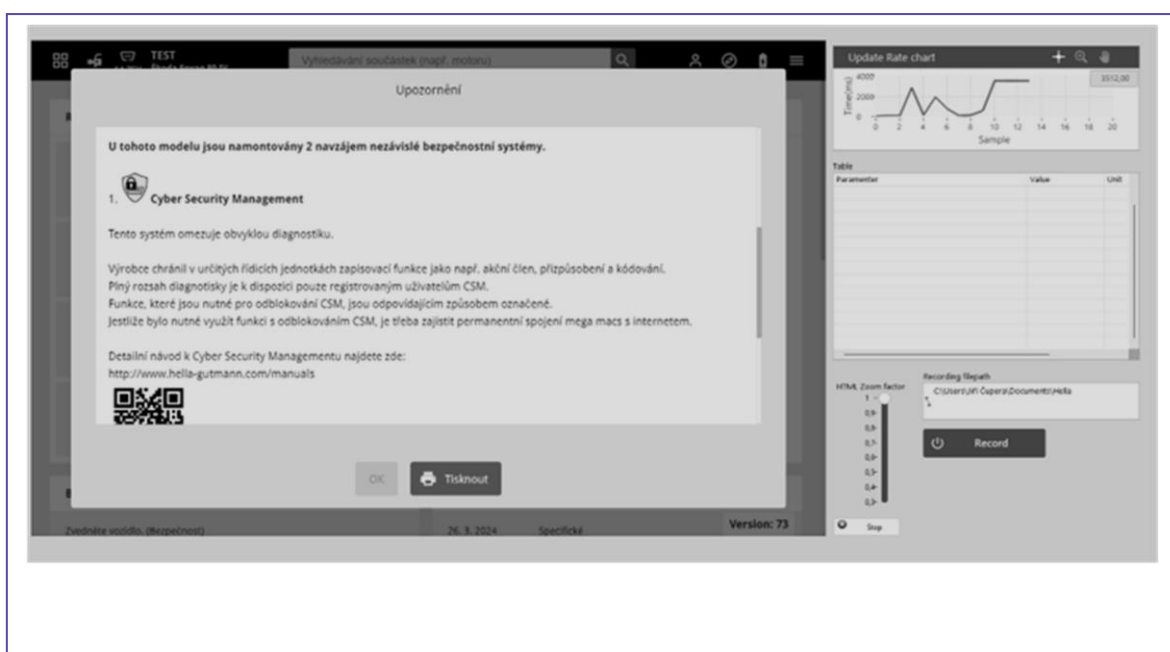 TEST
Vyhledávání součástek (např. motoru)
Upozornění
U tohoto modelu jsou namontovány 2 navzájem nezávislé bezpečnostní systémy.
1. Cyber Security Management
Tento systém omezuje obvyklou diagnostiku.
Výrobce chránil v určitých řídicích jednotkách zapisovací funkce jako např. akční člen, přizpůsobení a kódování.
Plný rozsah diagnotisky je k dispozici pouze registrovaným uživatelům CSM.
Funkce, které jsou nutné pro odblokování CSM, jsou odpovídajícím způsobem označené.
Jestliže bylo nutné využít funkci s odblokováním CSM, je třeba zajistit permanentní spojení mega macs s internetem.
Detailní návod k Cyber Security Managementu najdete zde:
http://www.hella-gutmann.com/manuals
OK
Tisknout
Zvedněte vozidlo. (Bezpečnost)
26. 3. 2024
Specifické
Version: 73
Update Rate chart
3512,00
Time(ms)
4000
2000
0
0 2 4 6 8 10 12 14 16 18 20
Sample
Table
Paramenter Value Unit
HTML Zoom factor
1
0,9
0,8
0,7
0,6
0,5
0,4
0,3
Recording filepath
C:\Users\Jiří Čupera\Documents\Hella
Record
Stop